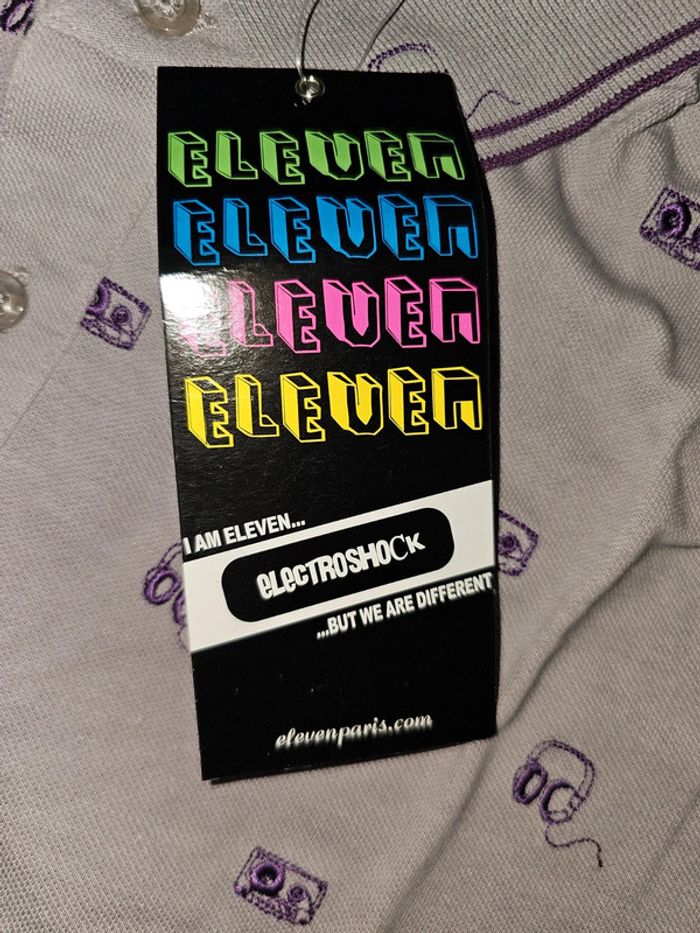 ELEVEN
ELEVEN
ELEVEN
ELEVEN
I AM ELEVEN...
eLecTROSHOCK
...BUT WE ARE DIFFERENT
elevenparis.com